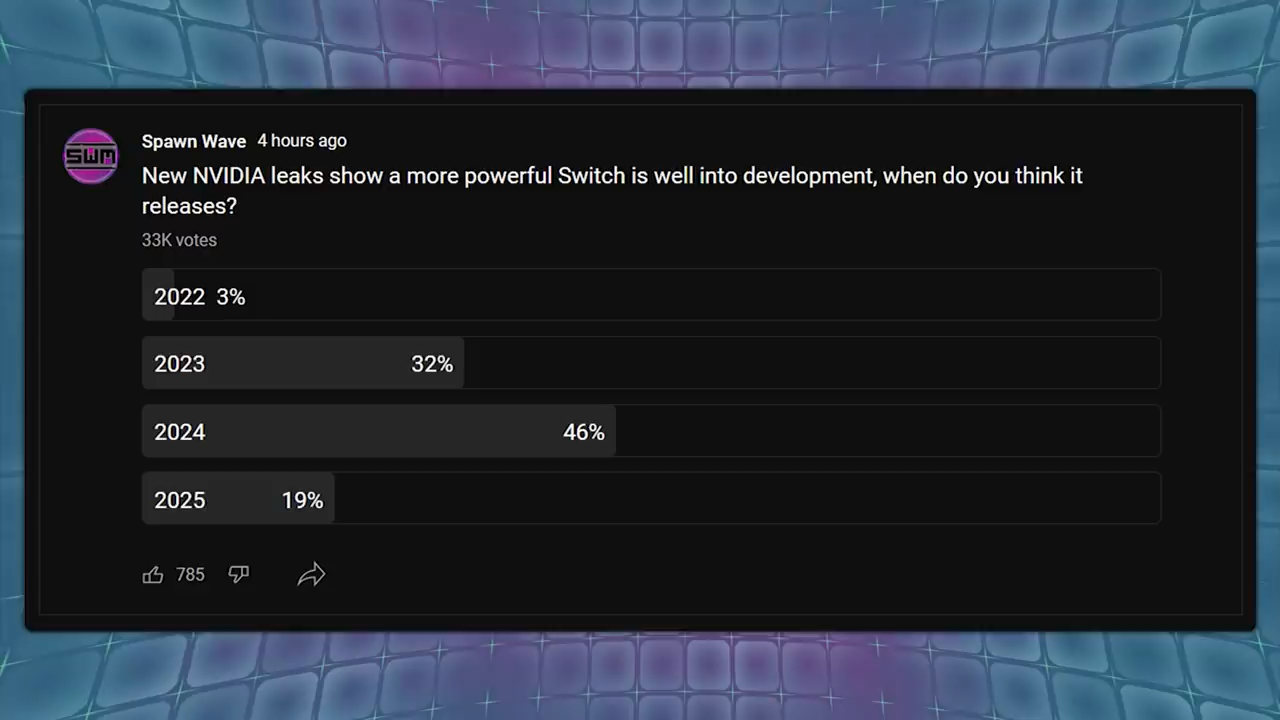 SWM
Spawn Wave 4 hours ago
New NVIDIA leaks show a more powerful Switch is well into development, when do you think it
releases?
33K votes
2022 3%
2023 32%
2024 46%
2025 19%
785